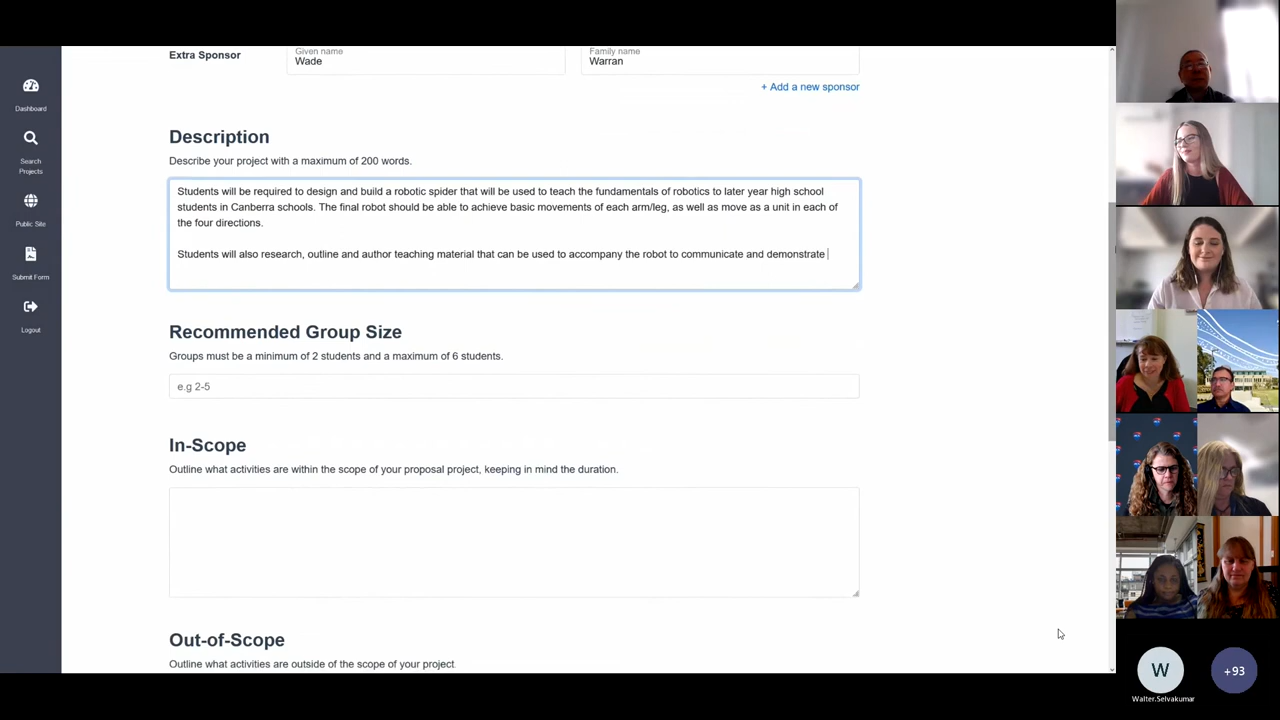 Extra Sponsor
Given name
Wade
Family name
Warran
+ Add a new sponsor
Dashboard
Search
Projects
Public Site
Submit Form
Logout
Description
Describe your project with a maximum of 200 words.
Students will be required to design and build a robotic spider that will be used to teach the fundamentals of robotics to later year high school
students in Canberra schools. The final robot should be able to achieve basic movements of each arm/leg, as well as move as a unit in each of
the four directions.
Students will also research, outline and author teaching material that can be used to accompany the robot to communicate and demonstrate
Recommended Group Size
Groups must be a minimum of 2 students and a maximum of 6 students.
e.g 2-5
In-Scope
Outline what activities are within the scope of your proposal project, keeping in mind the duration.
Out-of-Scope
Outline what activities are outside of the scope of your project.
W
Walter.Selvakumar
+93